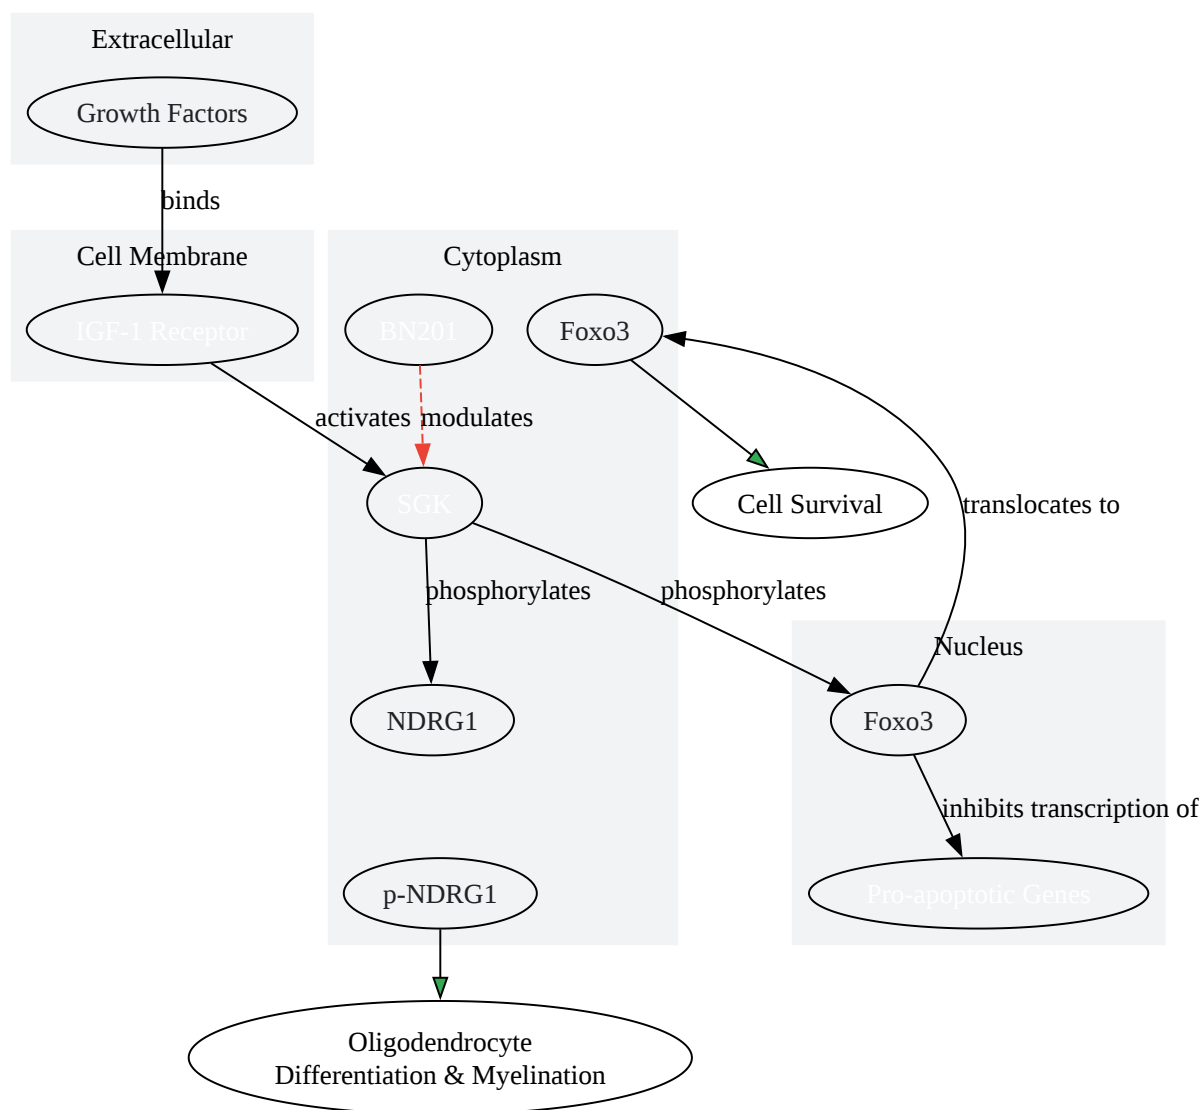 Extracellular
Growth Factors
binds
Cell Membrane
IGF-1 Receptor
Cytoplasm
BN201
Foxo3
activates
modulates
SGK
Cell Survival
translocates to
phosphorylates
phosphorylates
Nucleus
NDRG1
Foxo3
inhibits transcription of
p-NDRG1
Pro-apoptotic Genes
Oligodendrocyte
Differentiation & Myelination